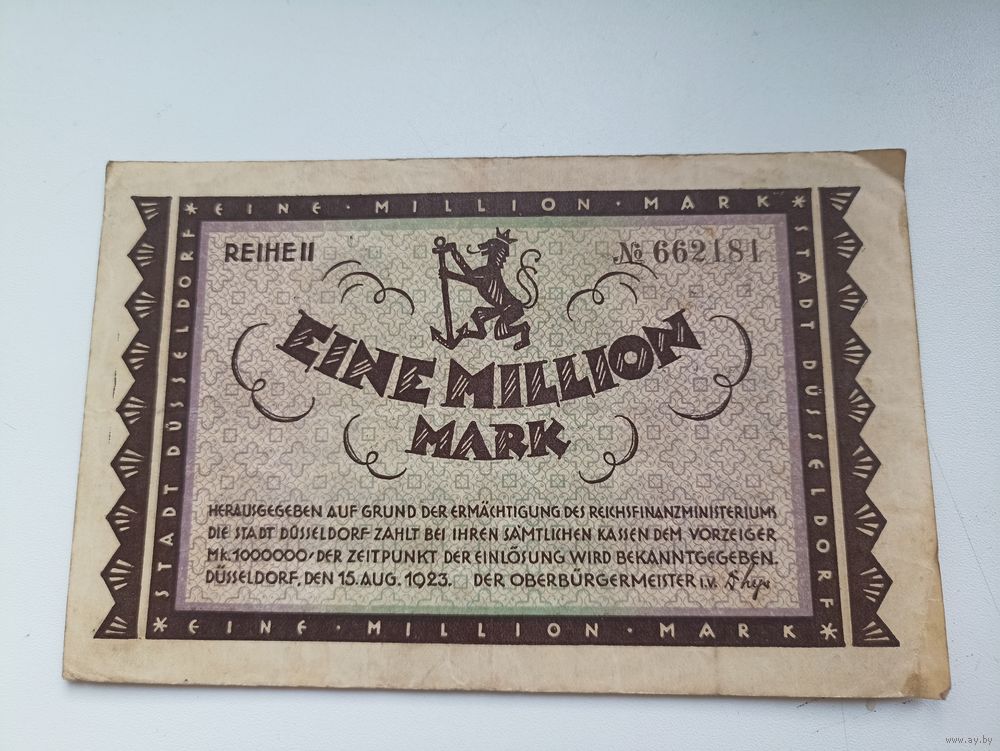 * EINE · MILLION · MARK *
STADT DÜSSELDORF
STADT DÜSSELDORF
REIHE II
№ 662181
EINE MILLION
MARK
HERAUSGEGEBEN AUF GRUND DER ERMÄCHTIGUNG DES REICHSFINANZMINISTERIUMS
DIE STADT DÜSSELDORF ZAHLT BEI IHREN SÄMTLICHEN KASSEN DEM VORZEIGER
Mk. 1000000,- DER ZEITPUNKT DER EINLÖSUNG WIRD BEKANNTGEGEBEN.
DÜSSELDORF, DEN 15. AUG. 1923. DER OBERBÜRGERMEISTER i.V.
* EINE · MILLION · MARK *
www.ay.by